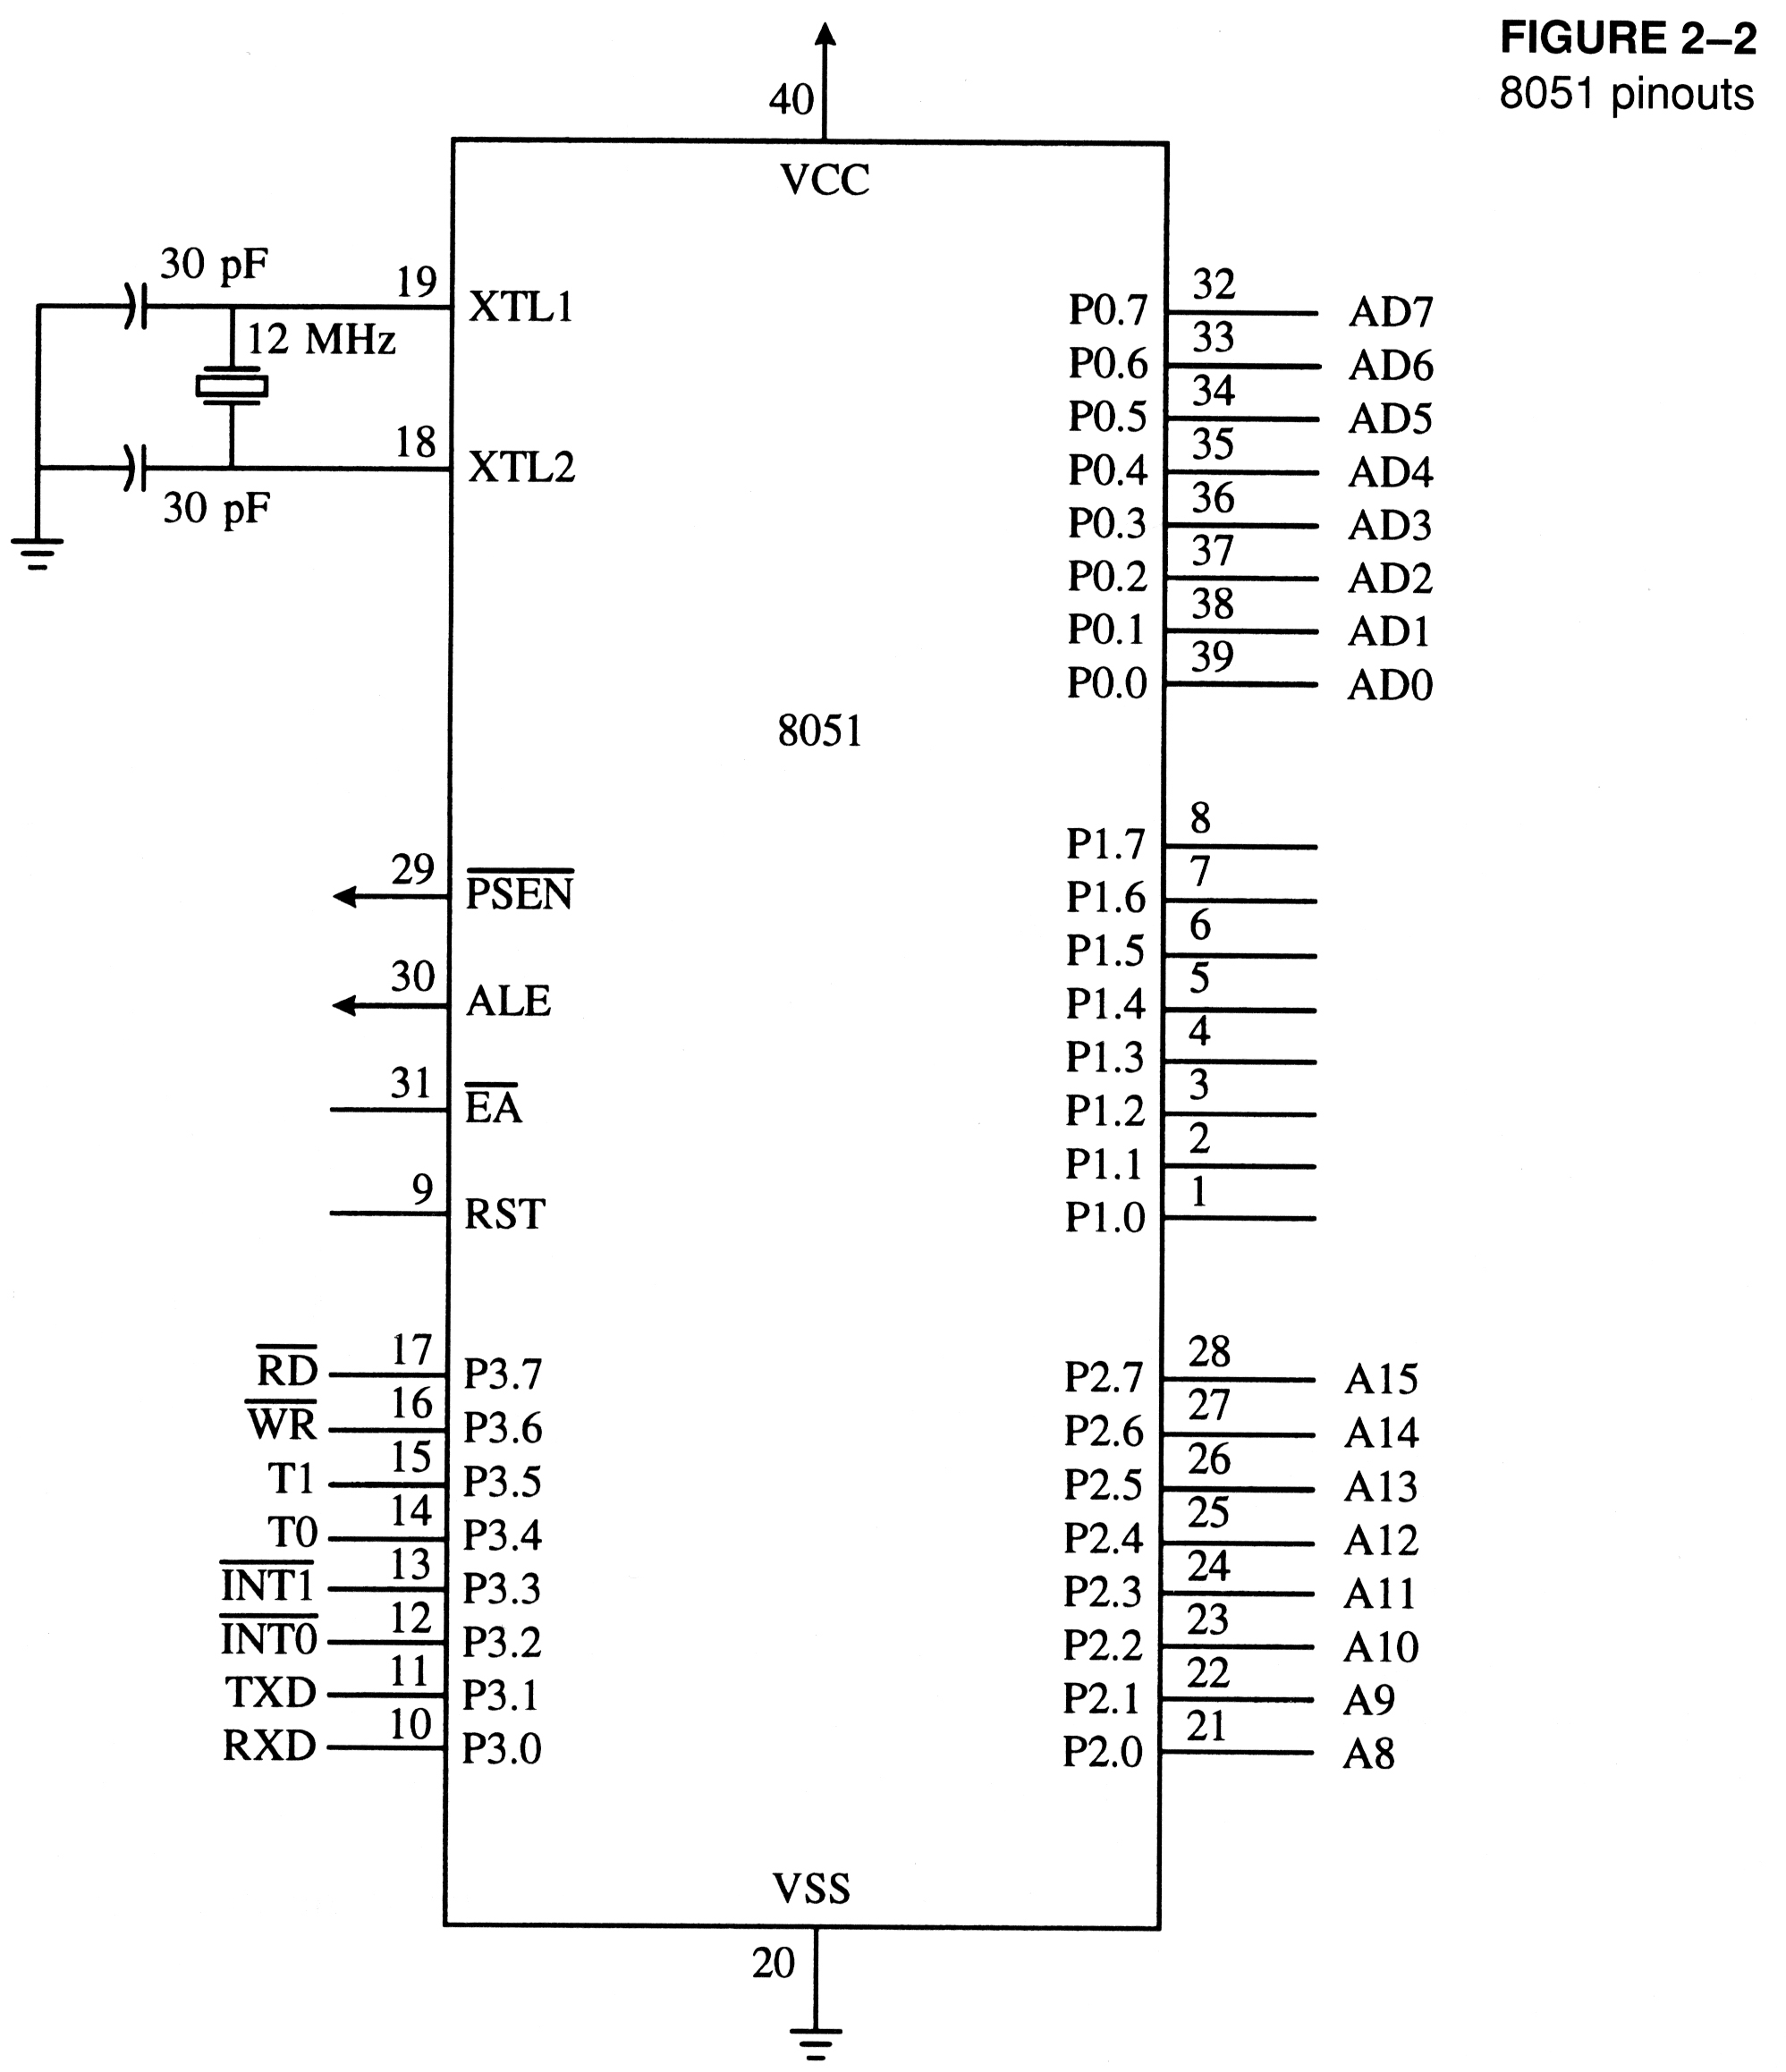 FIGURE 2–2
8051 pinouts
40
VCC
30 pF
19
XTL1
12 MHz
18
XTL2
30 pF
P0.7 32 AD7
P0.6 33 AD6
P0.5 34 AD5
P0.4 35 AD4
P0.3 36 AD3
P0.2 37 AD2
P0.1 38 AD1
P0.0 39 AD0
8051
29 PSEN
30 ALE
31 EA
9 RST
P1.7 8
P1.6 7
P1.5 6
P1.4 5
P1.3 4
P1.2 3
P1.1 2
P1.0 1
RD 17 P3.7
WR 16 P3.6
T1 15 P3.5
T0 14 P3.4
INT1 13 P3.3
INT0 12 P3.2
TXD 11 P3.1
RXD 10 P3.0
P2.7 28 A15
P2.6 27 A14
P2.5 26 A13
P2.4 25 A12
P2.3 24 A11
P2.2 23 A10
P2.1 22 A9
P2.0 21 A8
VSS
20